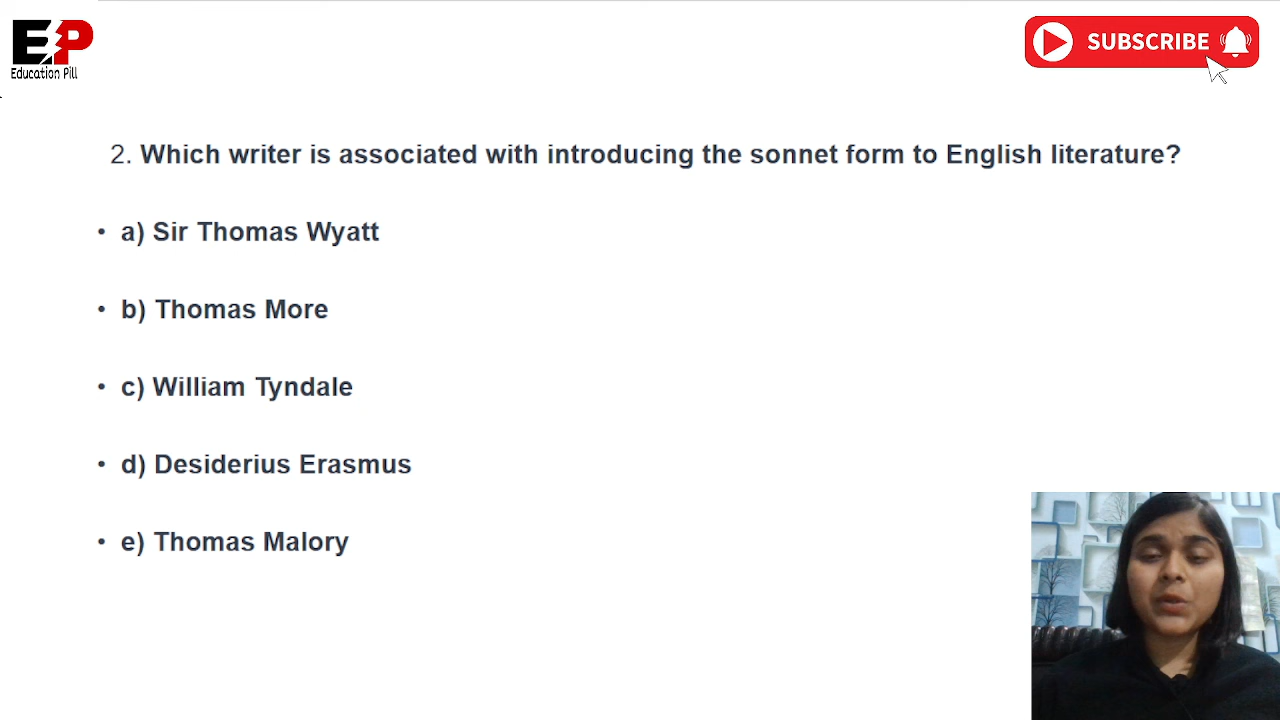 EP
Education Pill
SUBSCRIBE
2. Which writer is associated with introducing the sonnet form to English literature?
• a) Sir Thomas Wyatt
• b) Thomas More
• c) William Tyndale
• d) Desiderius Erasmus
• e) Thomas Malory